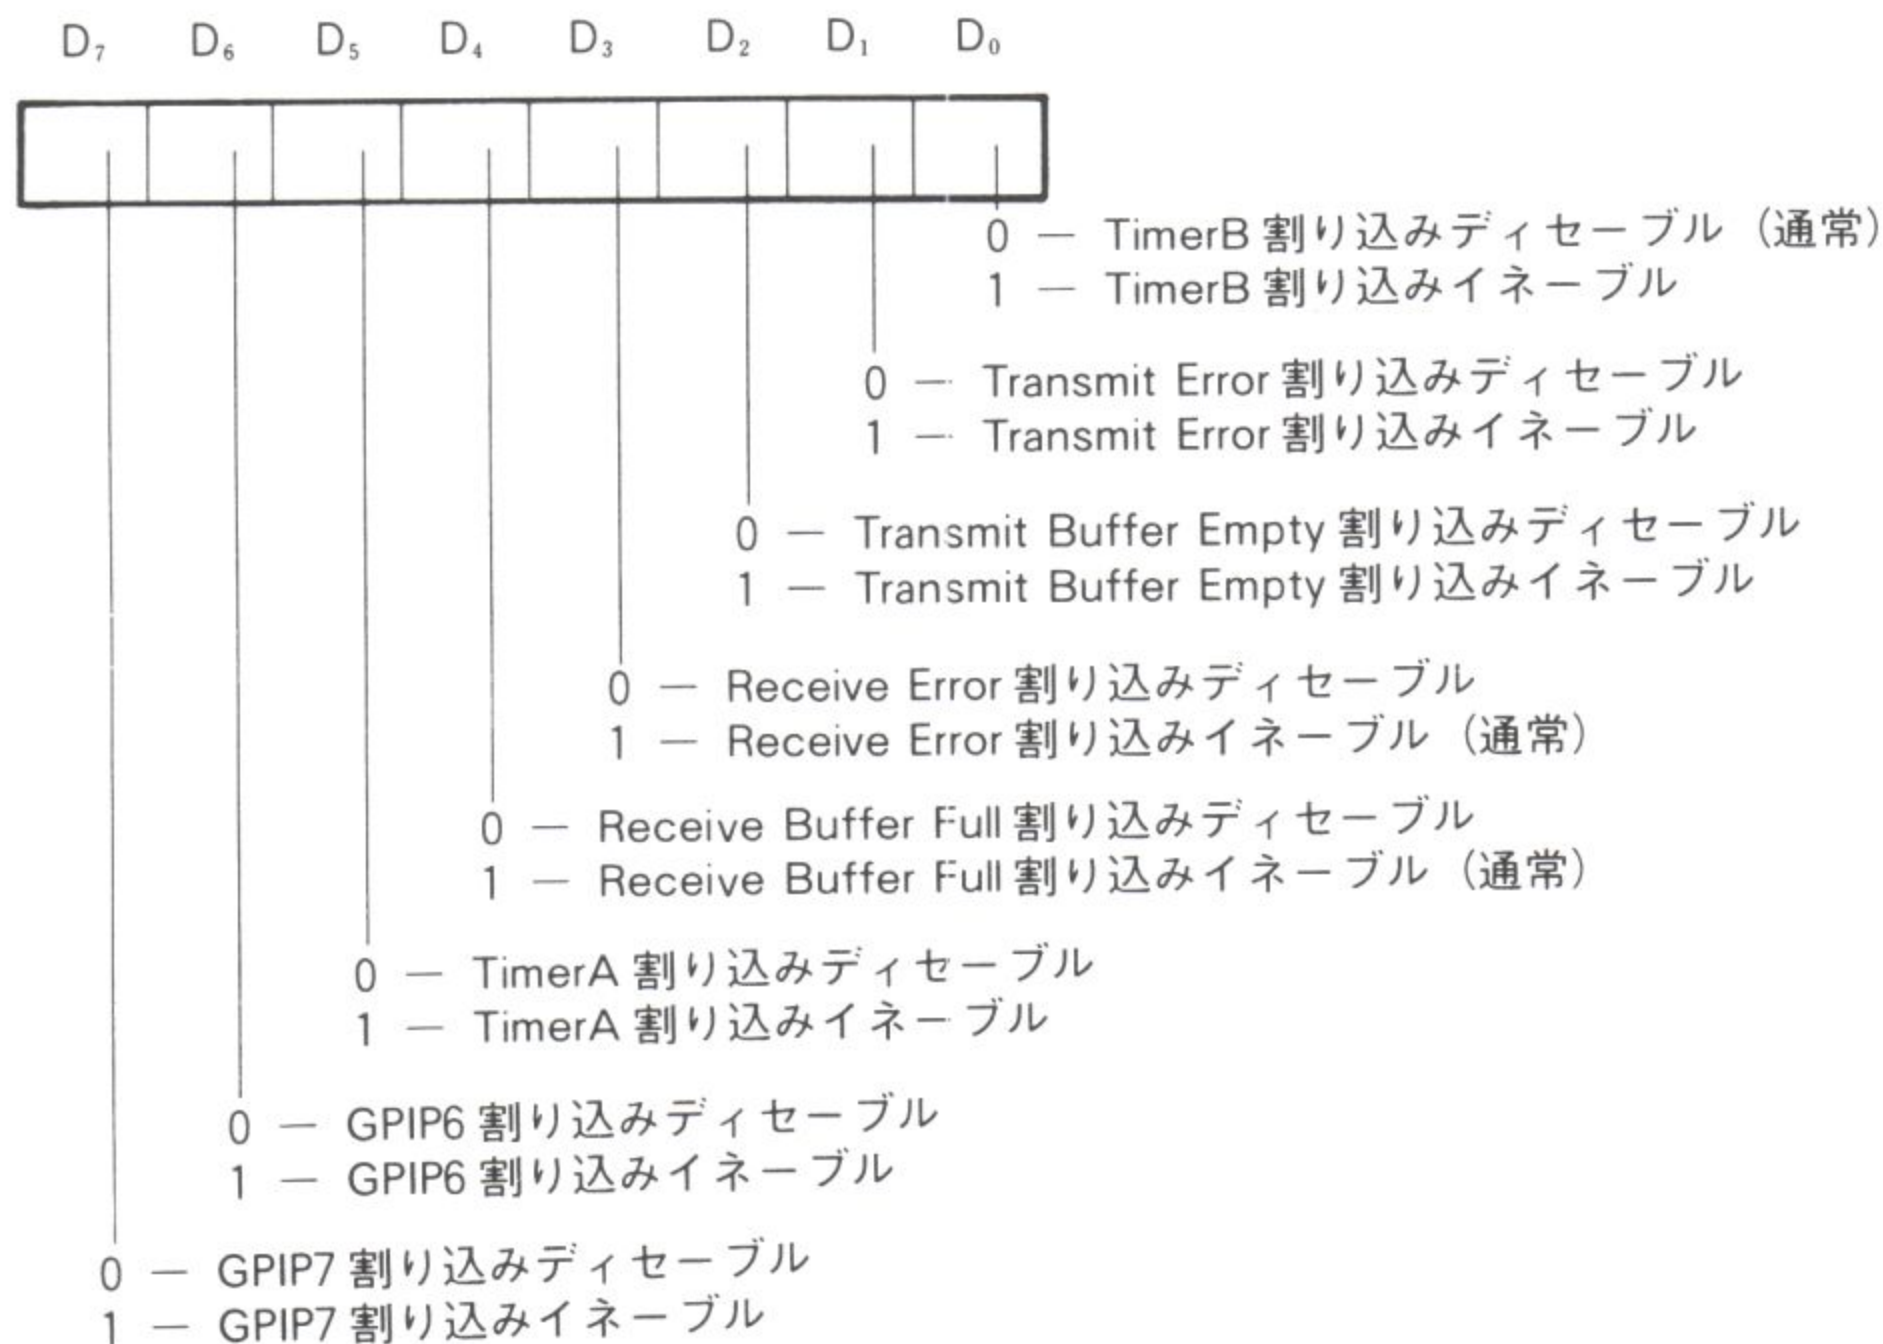 D₇ D₆ D₅ D₄ D₃ D₂ D₁ D₀
0 — TimerB 割り込みディセーブル（通常）
1 — TimerB 割り込みイネーブル
0 — Transmit Error 割り込みディセーブル
1 — Transmit Error 割り込みイネーブル
0 — Transmit Buffer Empty 割り込みディセーブル
1 — Transmit Buffer Empty 割り込みイネーブル
0 — Receive Error 割り込みディセーブル
1 — Receive Error 割り込みイネーブル（通常）
0 — Receive Buffer Full 割り込みディセーブル
1 — Receive Buffer Full 割り込みイネーブル（通常）
0 — TimerA 割り込みディセーブル
1 — TimerA 割り込みイネーブル
0 — GPIP6 割り込みディセーブル
1 — GPIP6 割り込みイネーブル
0 — GPIP7 割り込みディセーブル
1 — GPIP7 割り込みイネーブル